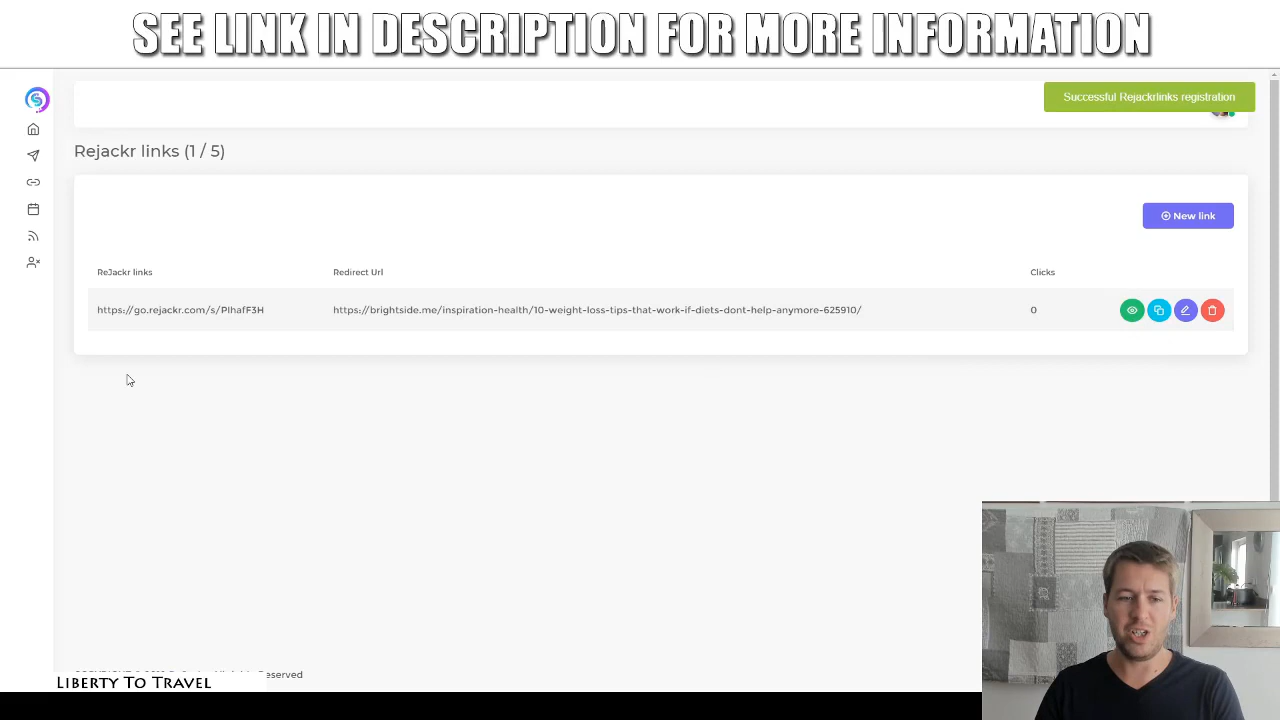 SEE LINK IN DESCRIPTION FOR MORE INFORMATION
Successful Rejackrlinks registration
Rejackr links (1 / 5)
New link
ReJackr links Redirect Url Clicks
https://go.rejackr.com/s/PIhafF3H https://brightside.me/inspiration-health/10-weight-loss-tips-that-work-if-diets-dont-help-anymore-625910/ 0
eserved
LIBERTY TO TRAVEL